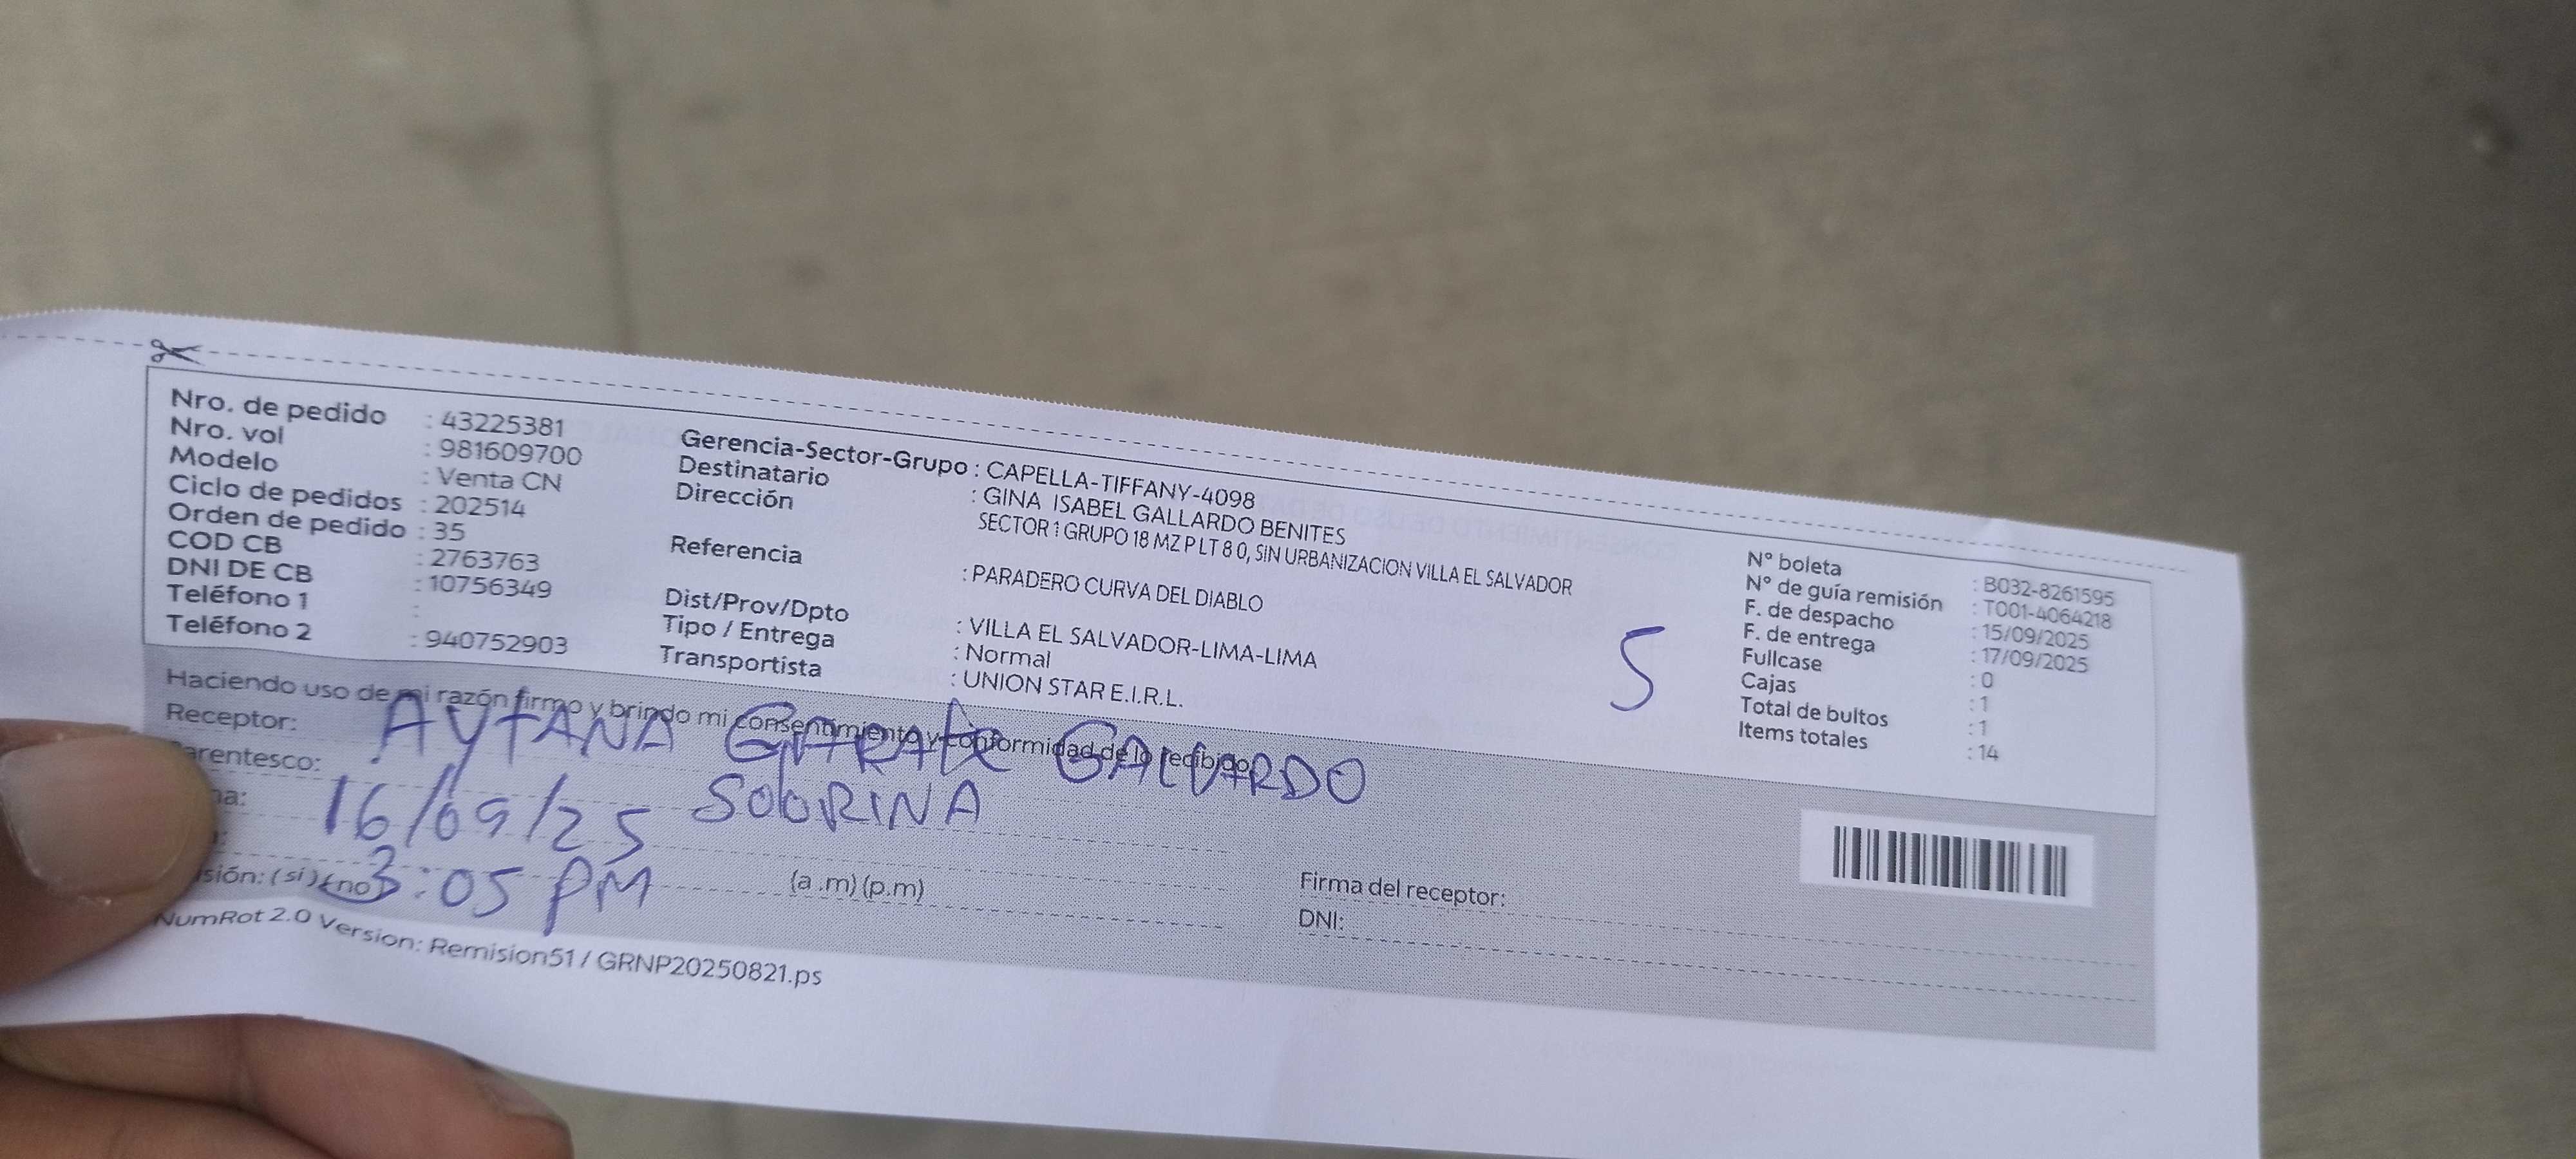 Nro. de pedido : 43225381
Nro. vol : 981609700
Modelo : Venta CN
Ciclo de pedidos : 202514
Orden de pedido : 35
COD CB : 2763763
DNI DE CB : 10756349
Teléfono 1 :
Teléfono 2 : 940752903
Gerencia-Sector-Grupo : CAPELLA-TIFFANY-4098
Destinatario : GINA ISABEL GALLARDO BENITES
Dirección SECTOR 1 GRUPO 18 MZ P LT 8 0, SIN URBANIZACION VILLA EL SALVADOR
Referencia : PARADERO CURVA DEL DIABLO
Dist/Prov/Dpto : VILLA EL SALVADOR-LIMA-LIMA
Tipo / Entrega : Normal
Transportista : UNION STAR E.I.R.L.
5
N° boleta : B032-8261595
N° de guía remisión : T001-4064218
F. de despacho : 15/09/2025
F. de entrega : 17/09/2025
Fullcase : 0
Cajas : 1
Total de bultos : 1
Items totales : 14
Haciendo uso de mi razón firmo y brindo mi consentimiento y conformidad de lo recibido
Receptor: AYTANA GALLARDO
arentesco: SOBRINA
na: 16/09/25
3:05 PM (a .m) (p.m)
sión: ( si ) ( no )
Firma del receptor:
DNI:
NumRot 2.0 Version: Remision51 / GRNP20250821.ps